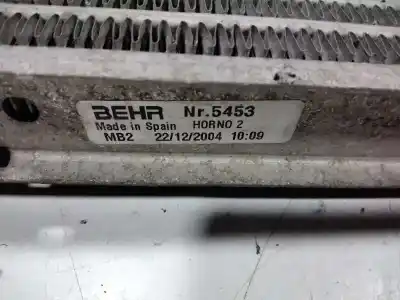 BEHR Nr.5453
Made in Spain HORNO 2
MB2 22/12/2004 10:09